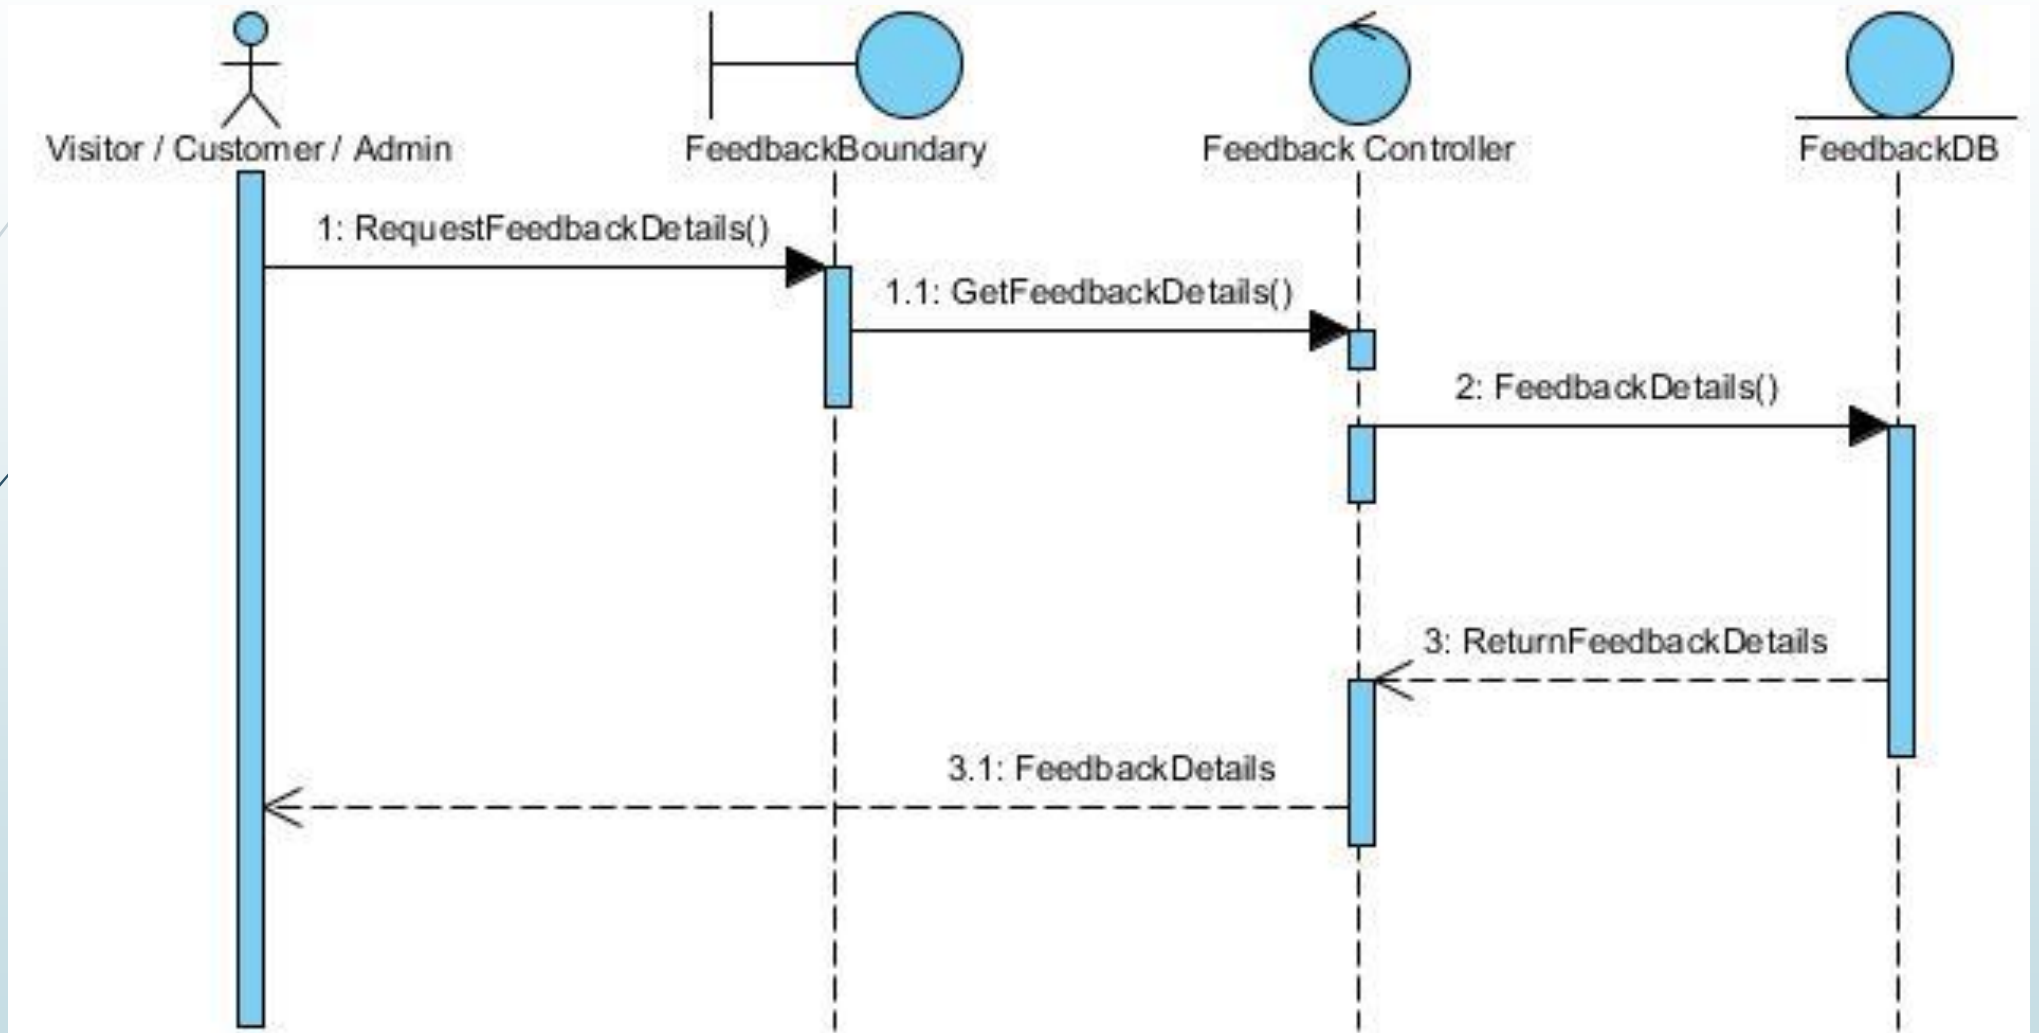 Visitor / Customer / Admin
FeedbackBoundary
Feedback Controller
FeedbackDB
1: RequestFeedbackDetails()
1.1: GetFeedbackDetails()
2: FeedbackDetails()
3: ReturnFeedbackDetails
3.1: FeedbackDetails